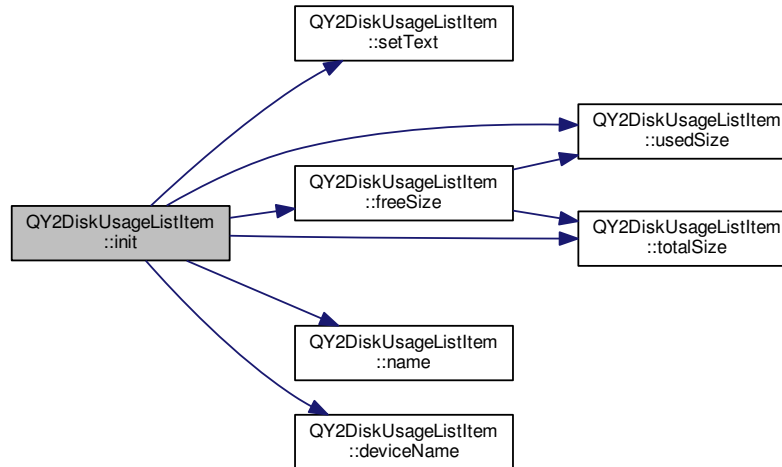 QY2DiskUsageListItem
::setText
QY2DiskUsageListItem
::usedSize
QY2DiskUsageListItem
::freeSize
QY2DiskUsageListItem
::init
QY2DiskUsageListItem
::totalSize
QY2DiskUsageListItem
::name
QY2DiskUsageListItem
::deviceName